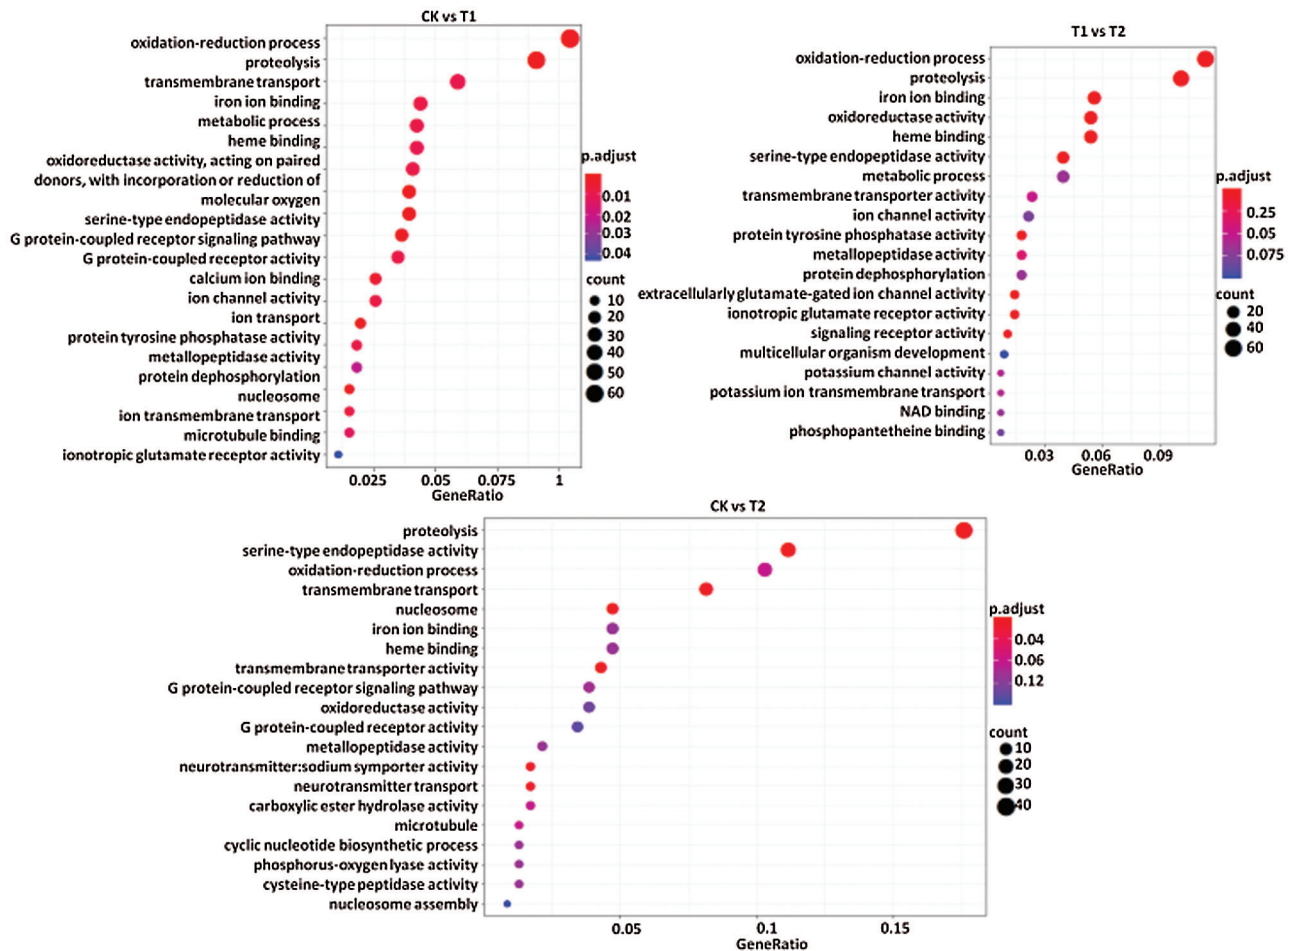 CK vs T1
oxidation-reduction process
proteolysis
transmembrane transport
iron ion binding
metabolic process
heme binding
oxidoreductase activity, acting on paired
donors, with incorporation or reduction of
molecular oxygen
serine-type endopeptidase activity
G protein-coupled receptor signaling pathway
G protein-coupled receptor activity
calcium ion binding
ion channel activity
ion transport
protein tyrosine phosphatase activity
metallopeptidase activity
protein dephosphorylation
nucleosome
ion transmembrane transport
microtubule binding
ionotropic glutamate receptor activity
0.025 0.05 0.075 1
GeneRatio
p.adjust
0.01
0.02
0.03
0.04
count
10
20
30
40
50
60
T1 vs T2
oxidation-reduction process
proteolysis
iron ion binding
oxidoreductase activity
heme binding
serine-type endopeptidase activity
metabolic process
transmembrane transporter activity
ion channel activity
protein tyrosine phosphatase activity
metallopeptidase activity
protein dephosphorylation
extracellularly glutamate-gated ion channel activity
ionotropic glutamate receptor activity
signaling receptor activity
multicellular organism development
potassium channel activity
potassium ion transmembrane transport
NAD binding
phosphopantetheine binding
0.03 0.06 0.09
GeneRatio
p.adjust
0.25
0.05
0.075
count
20
40
60
CK vs T2
proteolysis
serine-type endopeptidase activity
oxidation-reduction process
transmembrane transport
nucleosome
iron ion binding
heme binding
transmembrane transporter activity
G protein-coupled receptor signaling pathway
oxidoreductase activity
G protein-coupled receptor activity
metallopeptidase activity
neurotransmitter:sodium symporter activity
neurotransmitter transport
carboxylic ester hydrolase activity
microtubule
cyclic nucleotide biosynthetic process
phosphorus-oxygen lyase activity
cysteine-type peptidase activity
nucleosome assembly
0.05 0.1 0.15
GeneRatio
p.adjust
0.04
0.06
0.12
count
10
20
30
40